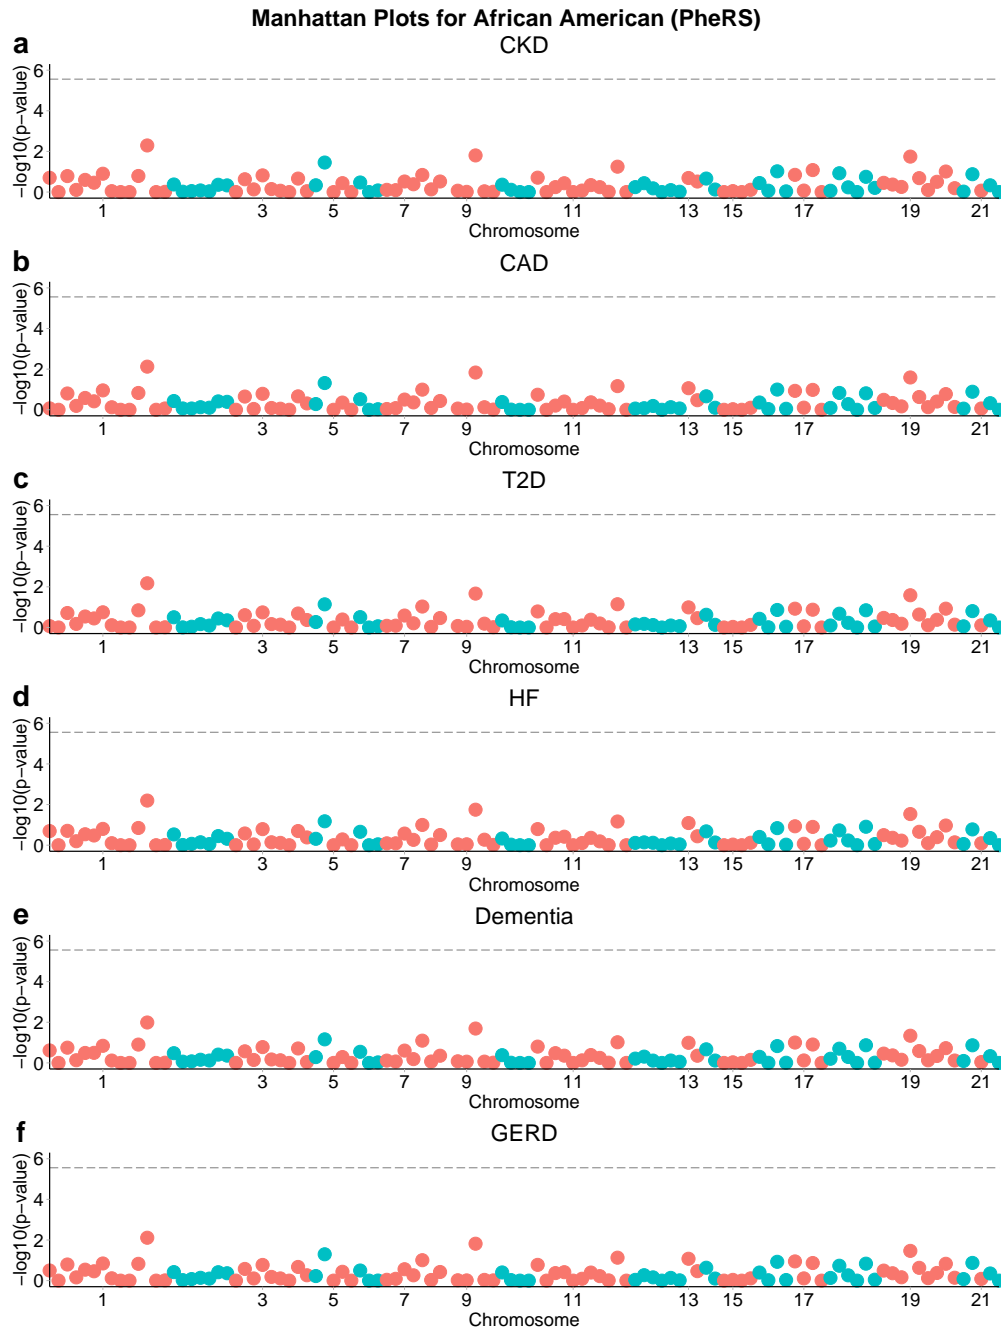 Manhattan Plots for African American (PheRS)
a
CKD
−log10(p−value)
6
4
2
0
1 3 5 7 9 11 13 15 17 19 21
Chromosome
b
CAD
−log10(p−value)
6
4
2
0
1 3 5 7 9 11 13 15 17 19 21
Chromosome
c
T2D
−log10(p−value)
6
4
2
0
1 3 5 7 9 11 13 15 17 19 21
Chromosome
d
HF
−log10(p−value)
6
4
2
0
1 3 5 7 9 11 13 15 17 19 21
Chromosome
e
Dementia
−log10(p−value)
6
4
2
0
1 3 5 7 9 11 13 15 17 19 21
Chromosome
f
GERD
−log10(p−value)
6
4
2
0
1 3 5 7 9 11 13 15 17 19 21
Chromosome